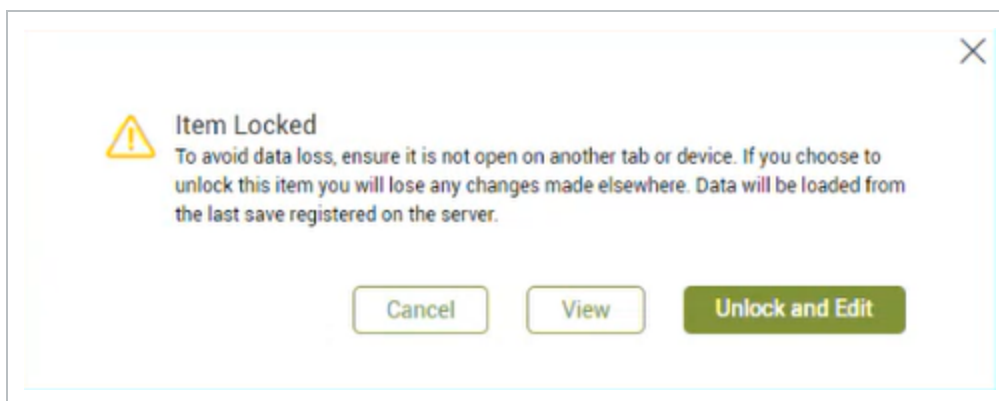 Item Locked
To avoid data loss, ensure it is not open on another tab or device. If you choose to
unlock this item you will lose any changes made elsewhere. Data will be loaded from
the last save registered on the server.
Cancel View Unlock and Edit